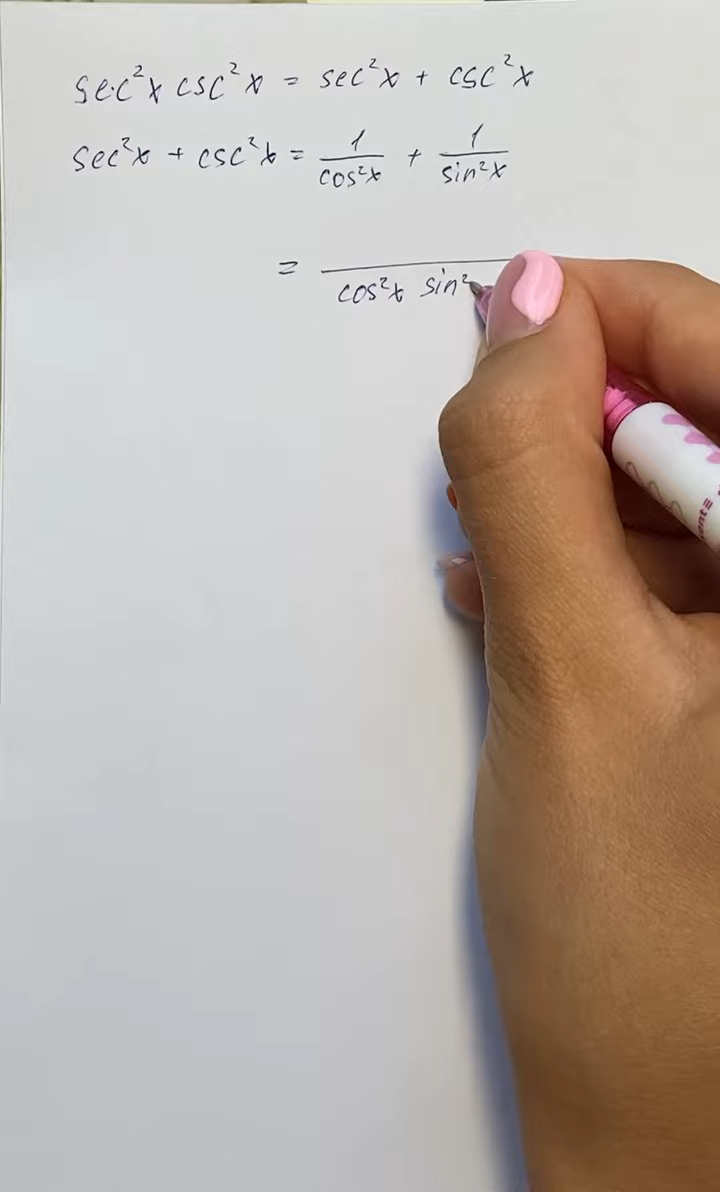 sec²x csc²x = sec²x + csc²x
sec²x + csc²x = 1/cos²x + 1/sin²x
= /cos²x sin²